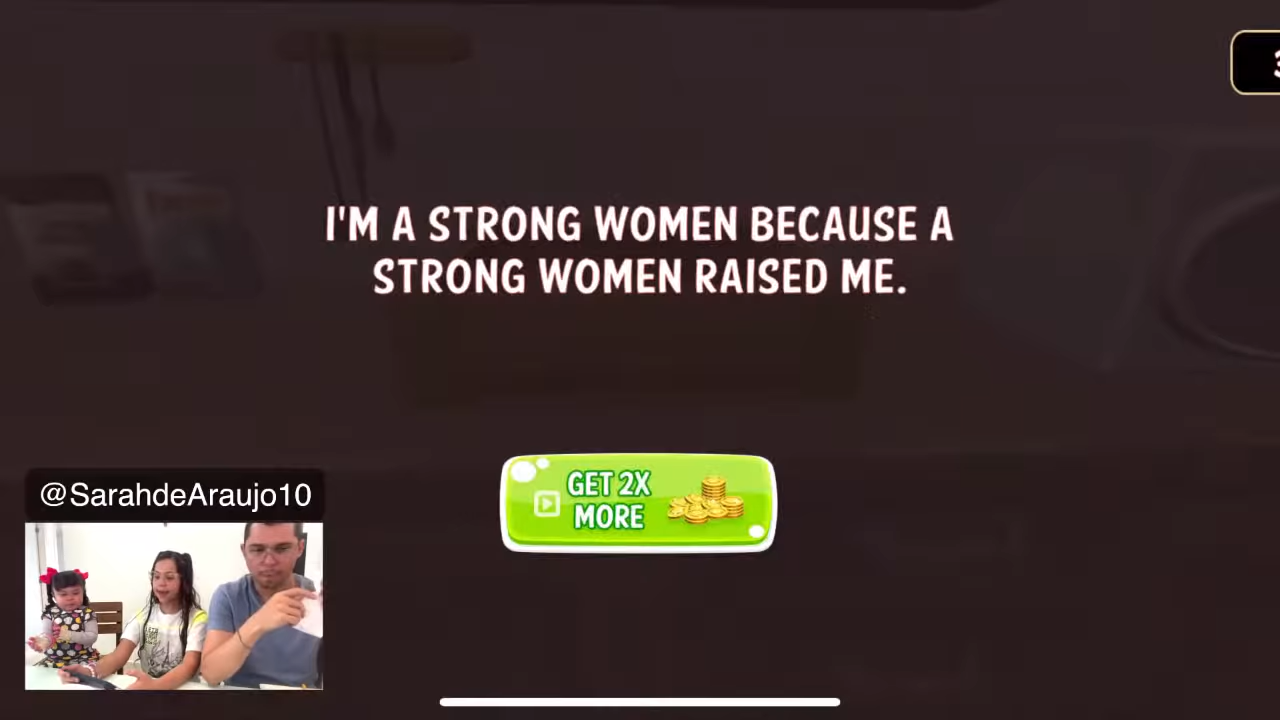 I'M A STRONG WOMEN BECAUSE A
STRONG WOMEN RAISED ME.
GET 2X
MORE
@SarahdeAraujo10